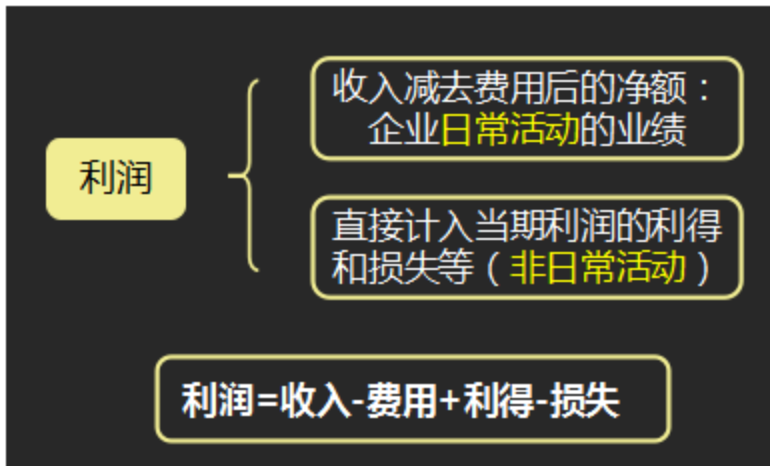 利润
收入减去费用后的净额：
企业日常活动的业绩
直接计入当期利润的利得
和损失等（非日常活动）
利润=收入-费用+利得-损失